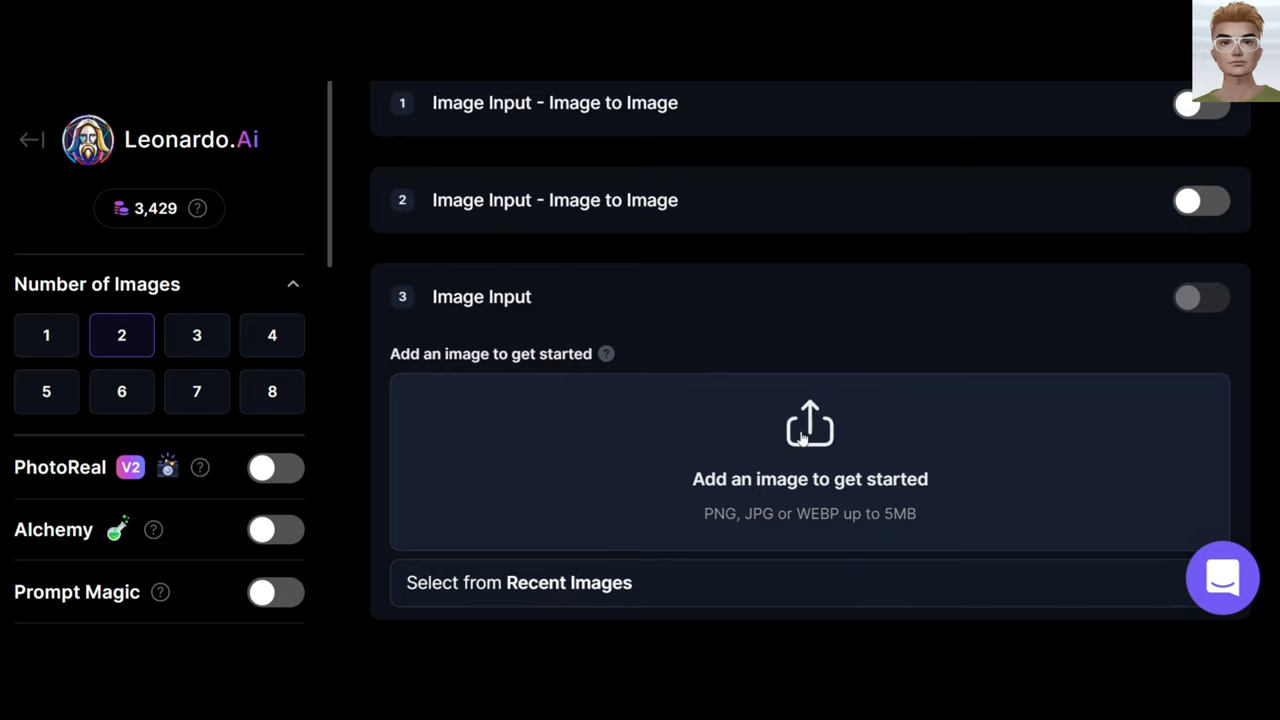 Leonardo.Ai
3,429 ?
Number of Images
1 2 3 4
5 6 7 8
PhotoReal V2 ?
Alchemy ?
Prompt Magic ?
1 Image Input - Image to Image
2 Image Input - Image to Image
3 Image Input
Add an image to get started ?
Add an image to get started
PNG, JPG or WEBP up to 5MB
Select from Recent Images